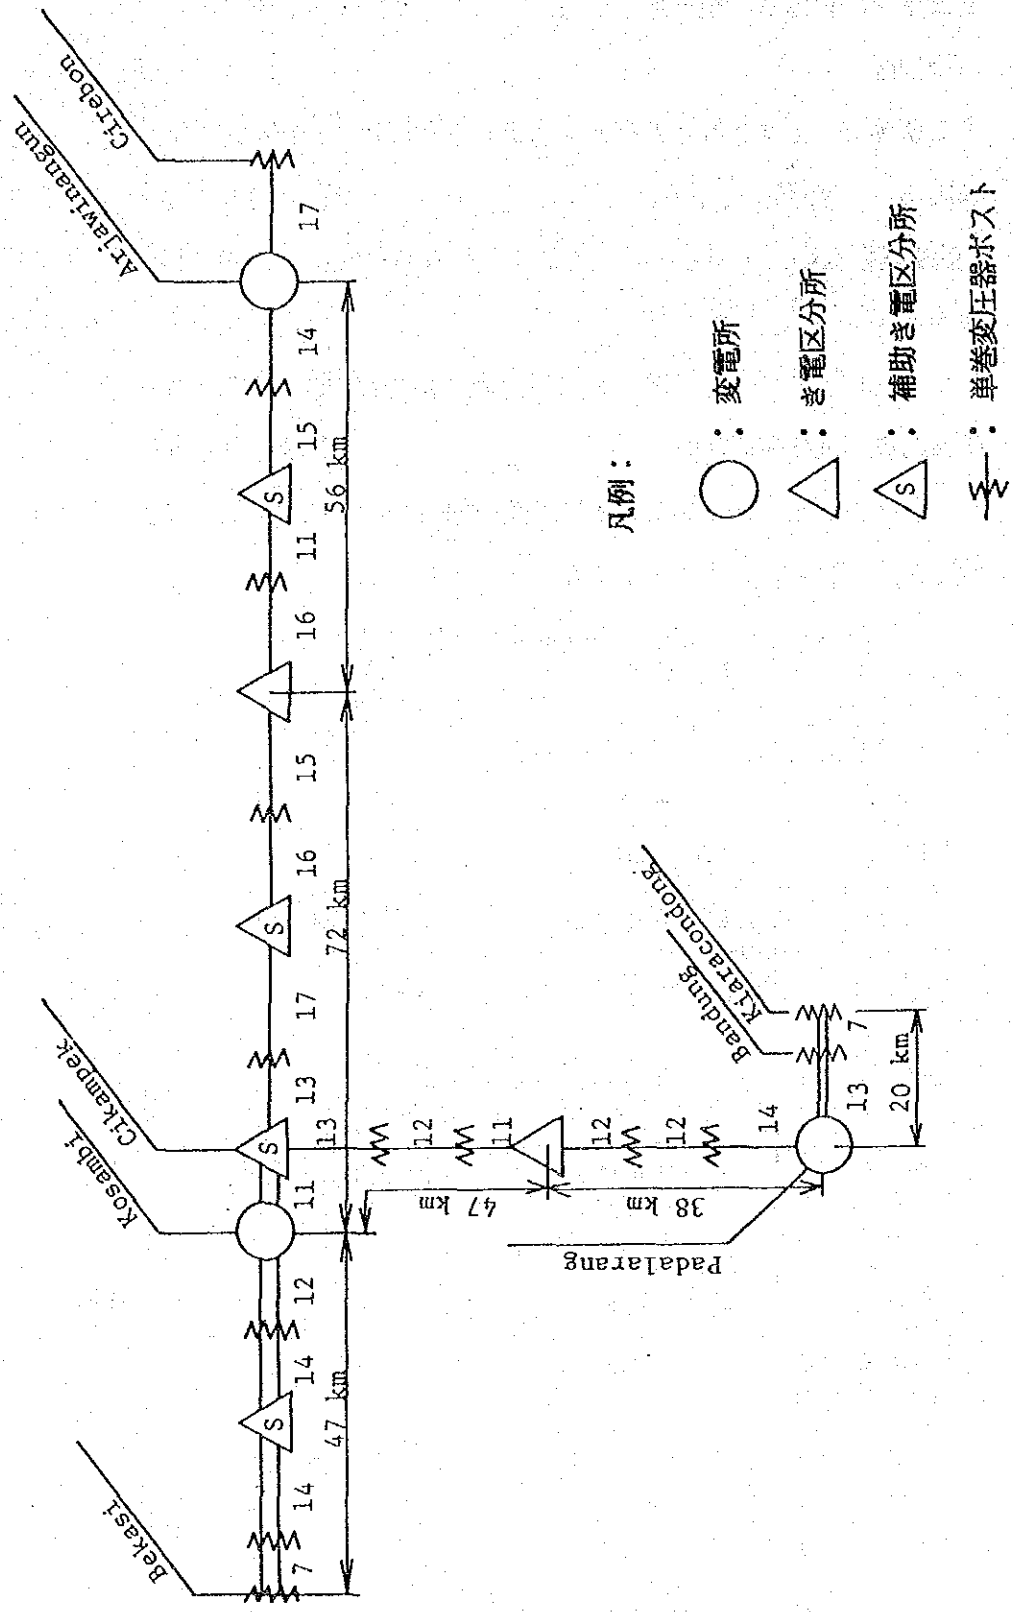 Bekasi
Kosambi
Cikampek
Arjawinangun
Cirebon
7
14
S
14
12
11
S
13
17
S
16
15
16
11
S
15
14
17
47 km
72 km
56 km
13
12
11
12
12
14
47 km
38 km
Padalarang
Bandung
Kiaracondong
13
7
20 km
凡例:
: 変電所
: き電区分所
S : 補助き電区分所
: 単巻変圧器ポスト